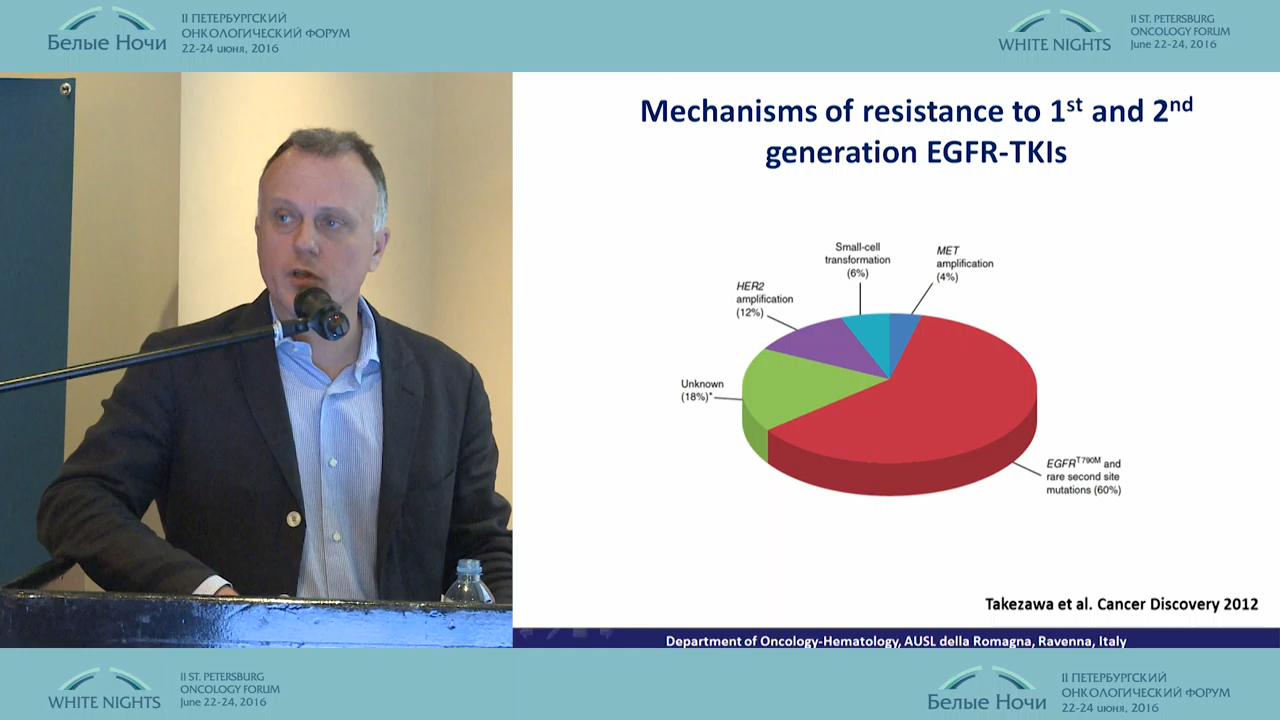 Белые Ночи
II ПЕТЕРБУРГСКИЙ
ОНКОЛОГИЧЕСКИЙ ФОРУМ
22-24 июня, 2016
WHITE NIGHTS
II ST. PETERSBURG
ONCOLOGY FORUM
June 22-24, 2016
Mechanisms of resistance to 1st and 2nd
generation EGFR-TKIs
Small-cell
transformation
(6%)
MET
amplification
(4%)
HER2
amplification
(12%)
Unknown
(18%)*
EGFRT790M and
rare second site
mutations (60%)
Takezawa et al. Cancer Discovery 2012
Department of Oncology-Hematology, AUSL della Romagna, Ravenna, Italy
WHITE NIGHTS
II ST. PETERSBURG
ONCOLOGY FORUM
June 22-24, 2016
Белые Ночи
II ПЕТЕРБУРГСКИЙ
ОНКОЛОГИЧЕСКИЙ ФОРУМ
22-24 июня, 2016